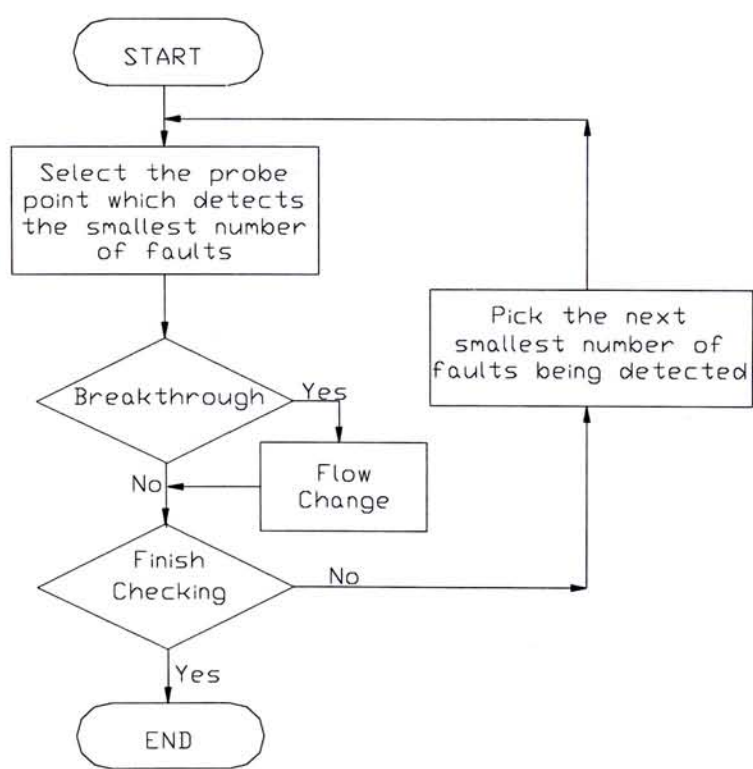 START
Select the probe
point which detects
the smallest number
of faults
Pick the next
smallest number of
faults being detected
Breakthrough
Yes
Flow
Change
No
Finish
Checking
No
Yes
END